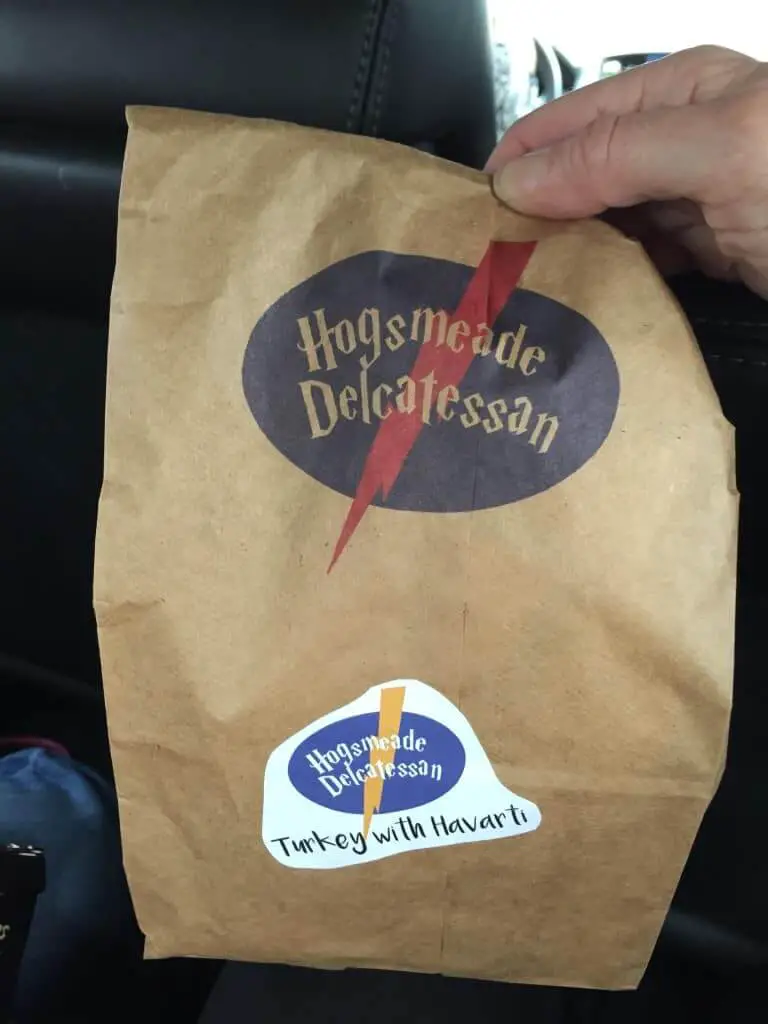 Hogsmeade
Delcatessan
Hogsmeade
Delcatessan
Turkey with Havarti